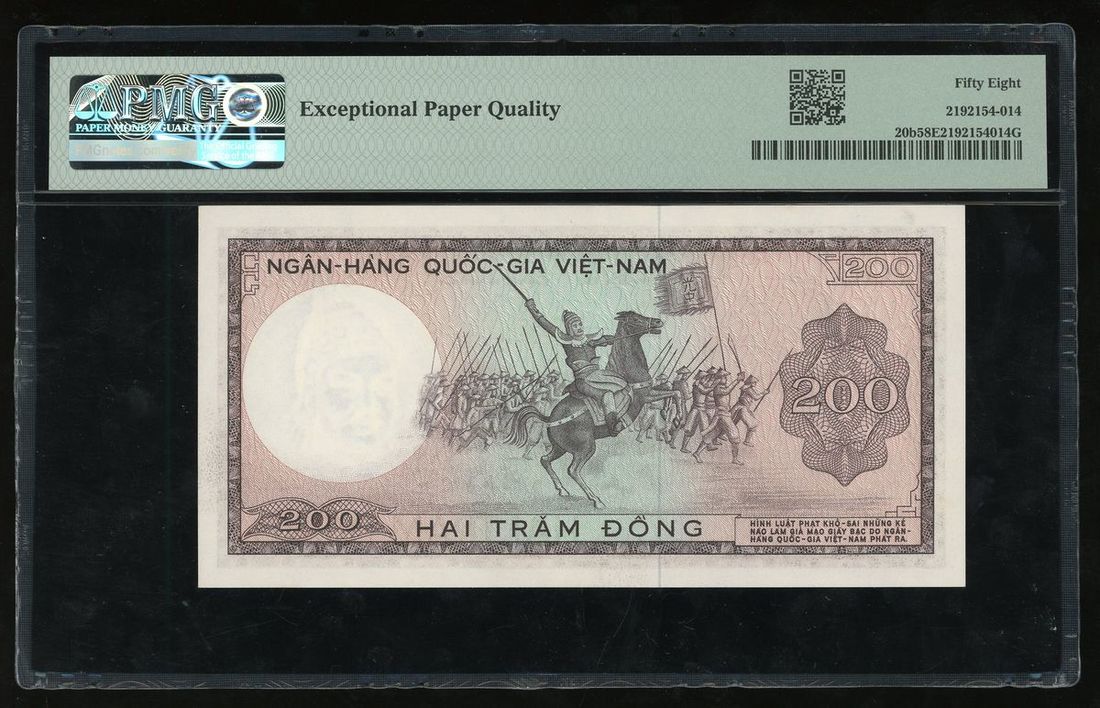 PMG
PAPER MONEY GUARANTY
Exceptional Paper Quality
Fifty Eight
2192154-014
20b58E2192154014G
NGÂN-HÀNG QUỐC-GIA VIỆT-NAM
200
200
200
HAI TRĂM ĐỒNG
HÌNH LUẬT PHẠT KHỔ-SAI NHỮNG KẺ
NÀO LÀM GIẢ MẠO GIẤY BẠC DO NGÂN-
HÀNG QUỐC-GIA VIỆT-NAM PHÁT RA.